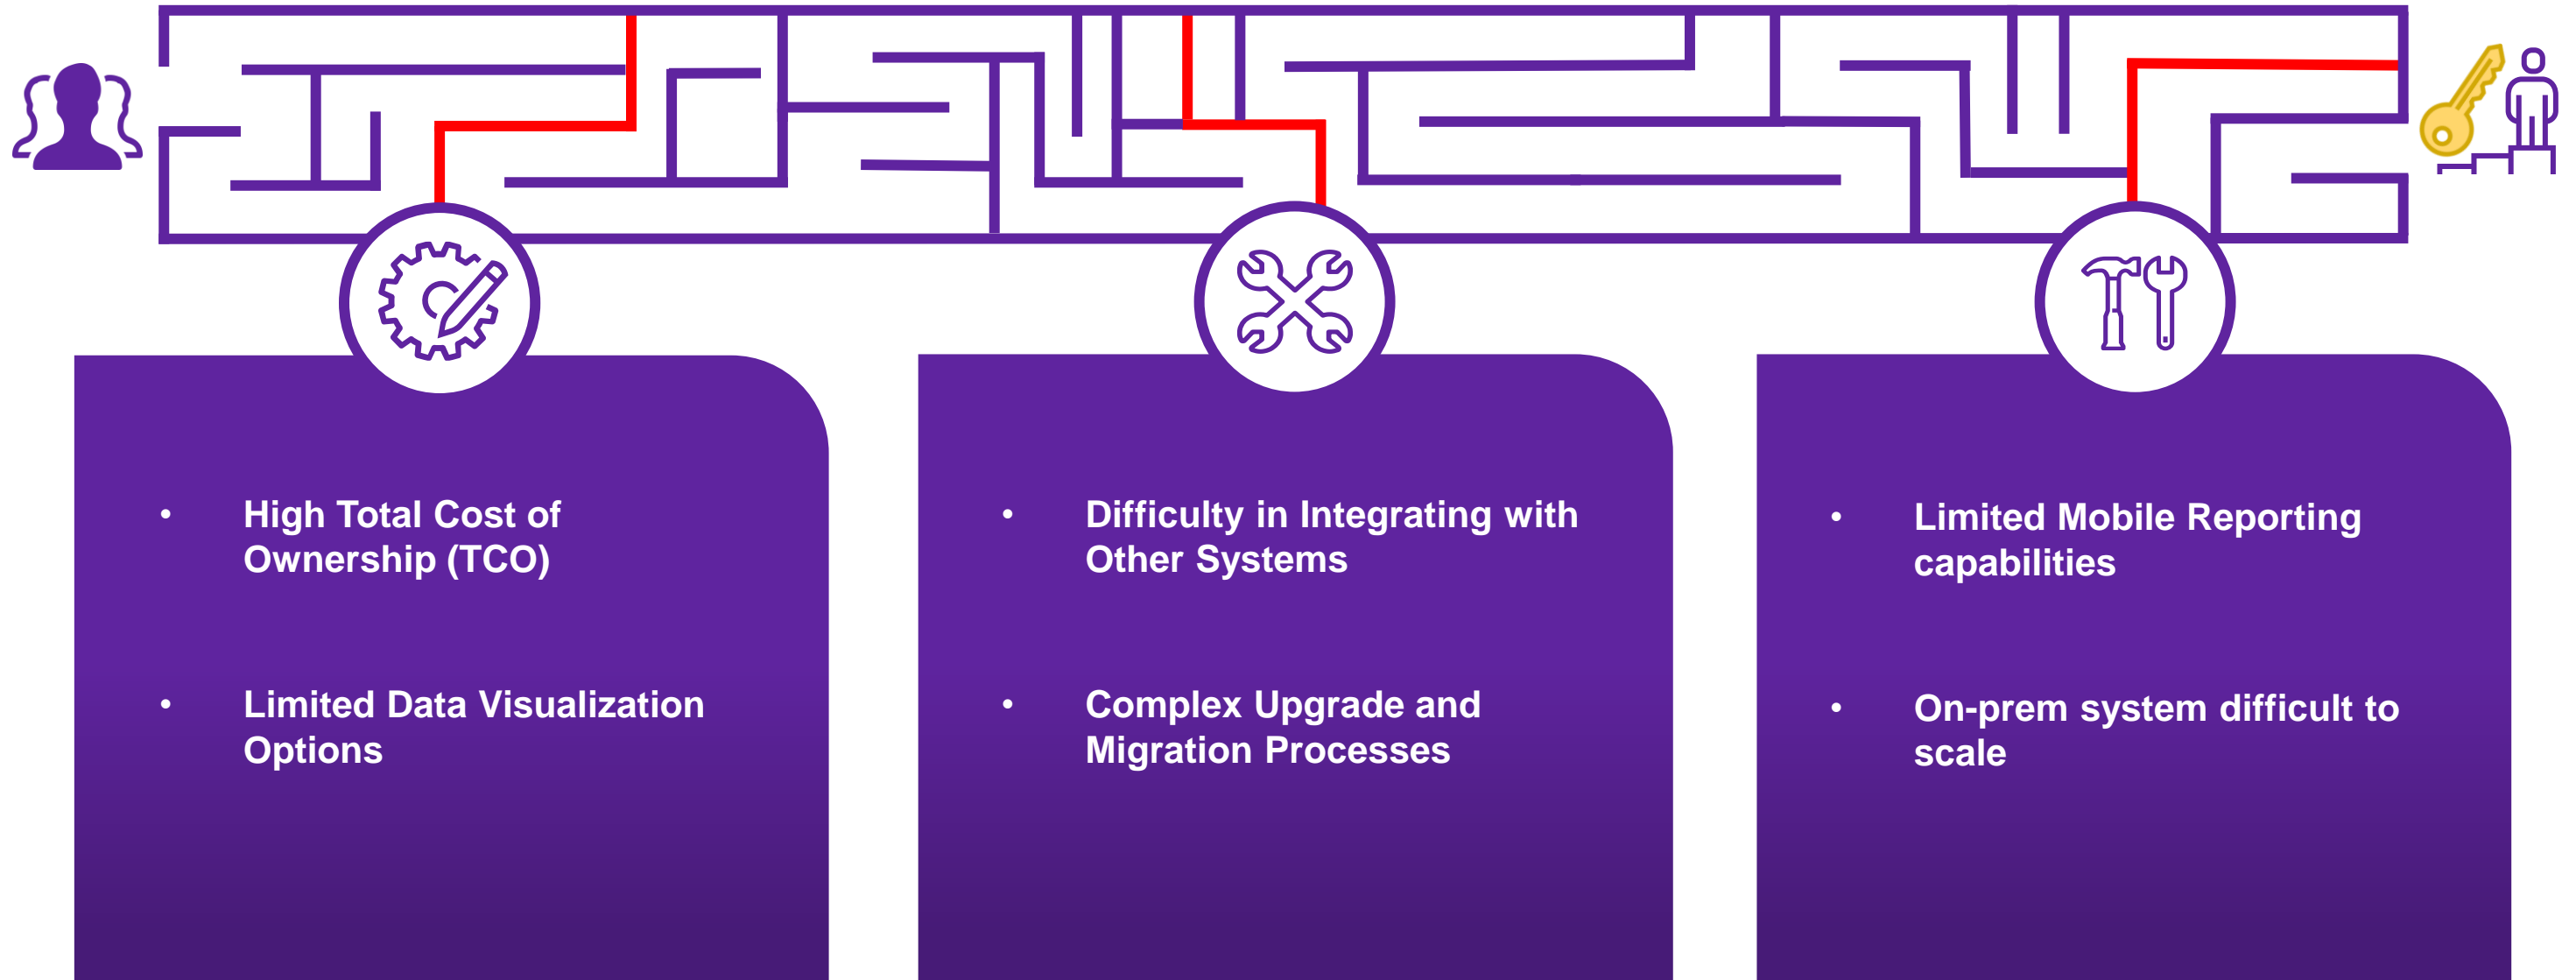 • High Total Cost of
Ownership (TCO)
• Limited Data Visualization
Options
• Difficulty in Integrating with
Other Systems
• Complex Upgrade and
Migration Processes
• Limited Mobile Reporting
capabilities
• On-prem system difficult to
scale